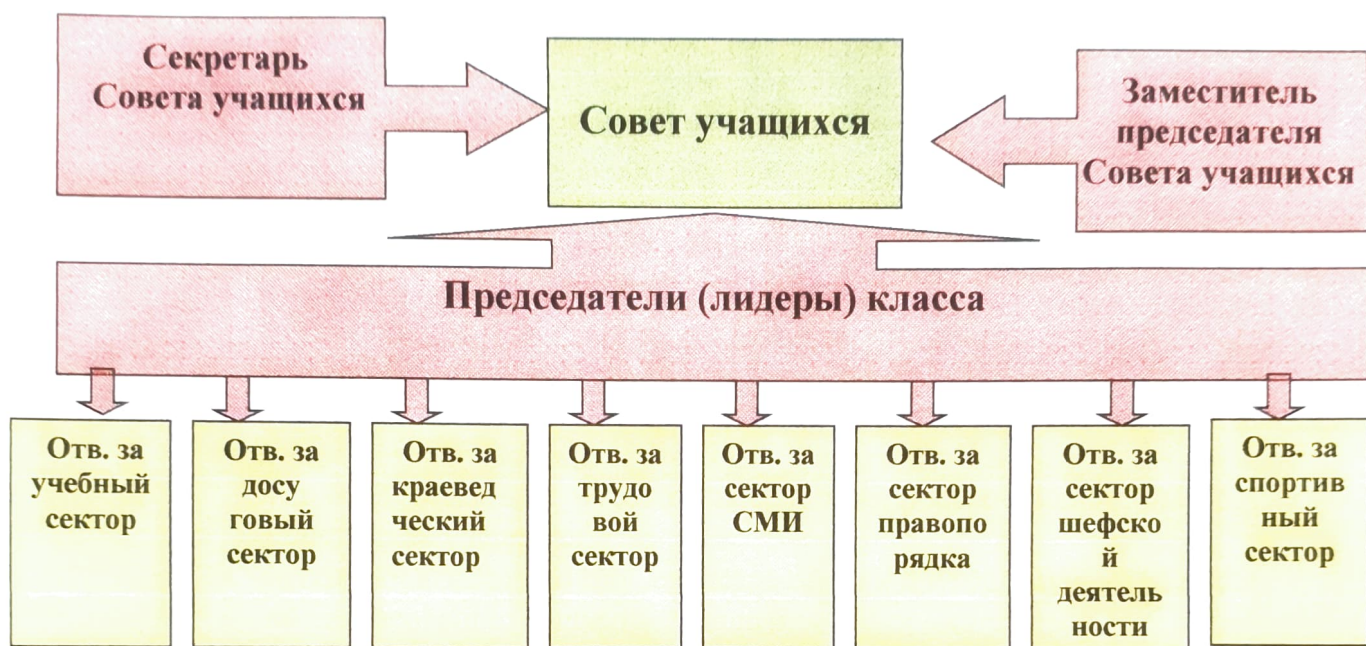 Секретарь
Совета учащихся
Совет учащихся
Заместитель
председателя
Совета учащихся
Председатели (лидеры) класса
Отв. за
учебный
сектор
Отв. за
досу
говый
сектор
Отв. за
краевед
ческий
сектор
Отв. за
трудо
вой
сектор
Отв. за
сектор
СМИ
Отв. за
сектор
правопо
рядка
Отв. за
сектор
шефско
й
деятель
ности
Отв. за
спортив
ный
сектор